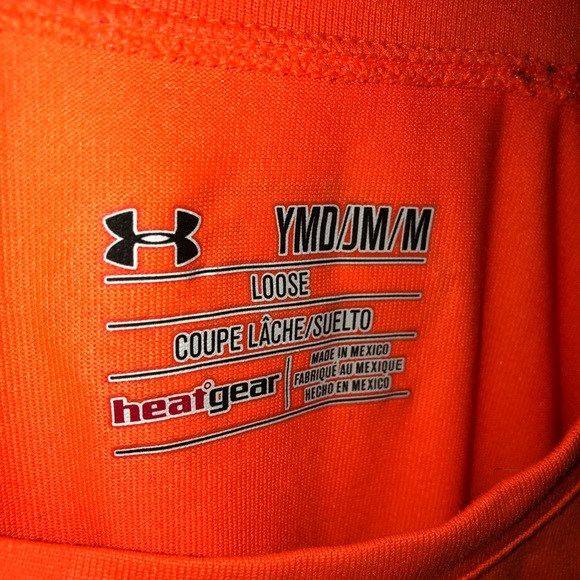 YMD/JM/M
LOOSE
COUPE LÂCHE/SUELTO
heatgear
MADE IN MEXICO
FABRIQUÉ AU MEXIQUE
HECHO EN MEXICO